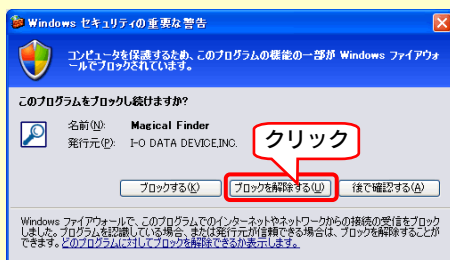 Windows セキュリティの重要な警告
コンピュータを保護するため、このプログラムの機能の一部が Windows ファイアウォ
ールでブロックされています。
このプログラムをブロックし続けますか?
名前(N): Magical Finder
発行元(P): I-O DATA DEVICE,INC.
クリック
ブロックする(K) ブロックを解除する(U) 後で確認する(A)
Windows ファイアウォールで、このプログラムでのインターネットやネットワークからの接続の受信をブロック
しました。プログラムを認識している場合、または発行元が信頼できる場合は、ブロックを解除することが
できます。どのプログラムに対してブロックを解除できるか表示します。